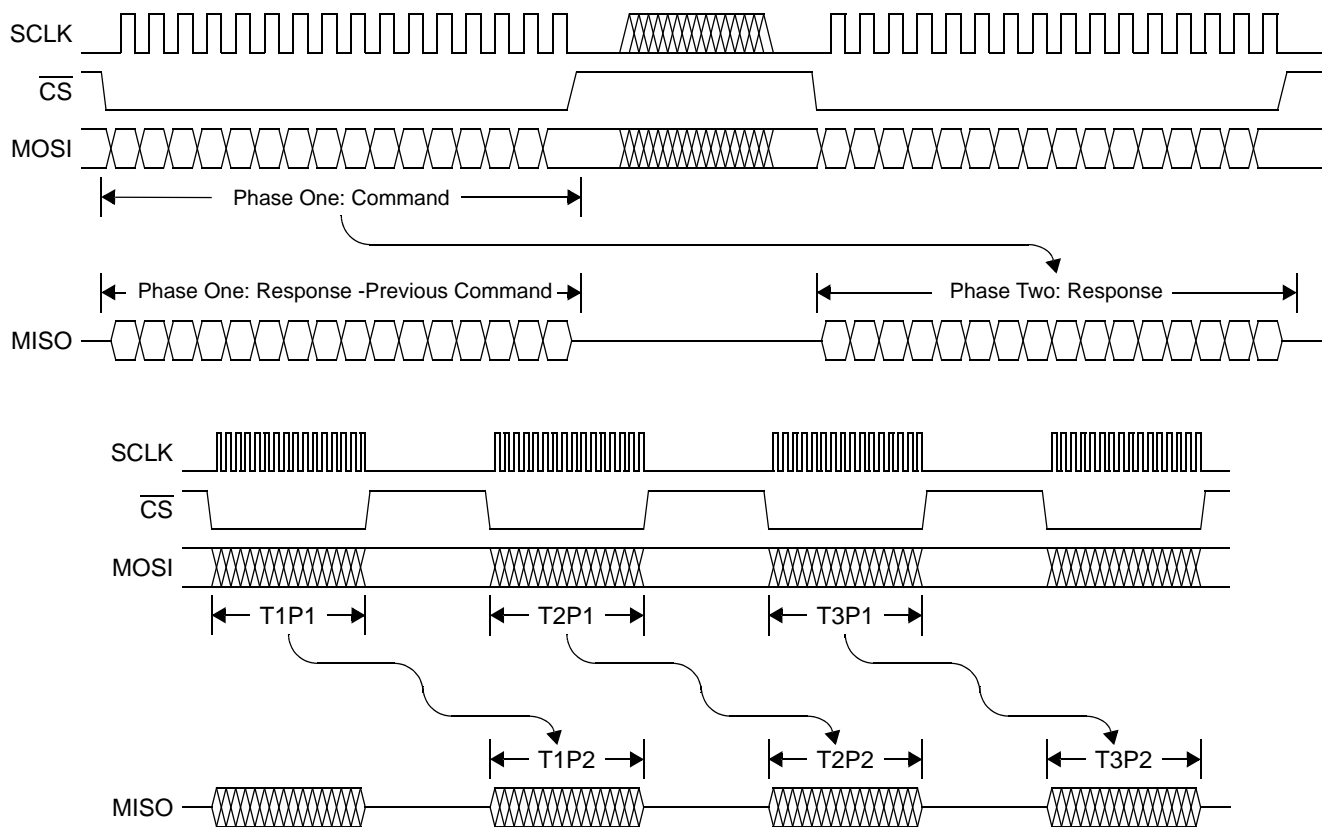 SCLK
CS
MOSI
Phase One: Command
Phase One: Response -Previous Command
Phase Two: Response
MISO
SCLK
CS
MOSI
T1P1
T2P1
T3P1
T1P2
T2P2
T3P2
MISO